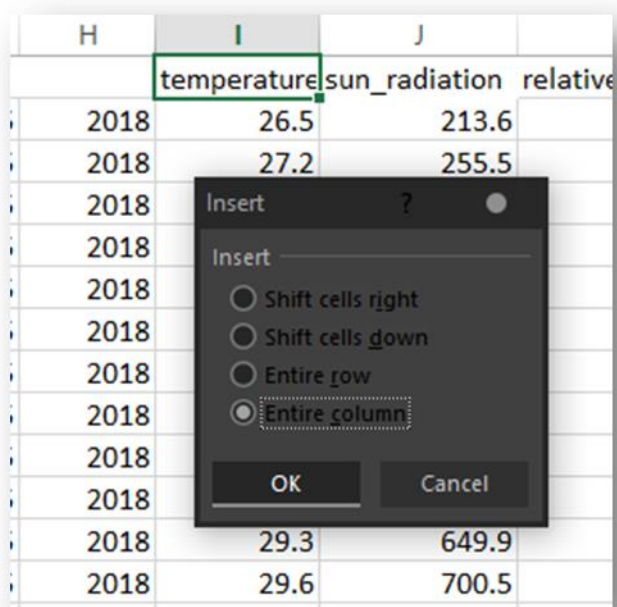 H I J
temperature sun_radiation relative
2018 26.5 213.6
2018 27.2 255.5
2018
2018
2018
2018
2018
2018
2018
2018
2018 29.3 649.9
2018 29.6 700.5
Insert ?
Insert
Shift cells right
Shift cells down
Entire row
Entire column
OK Cancel